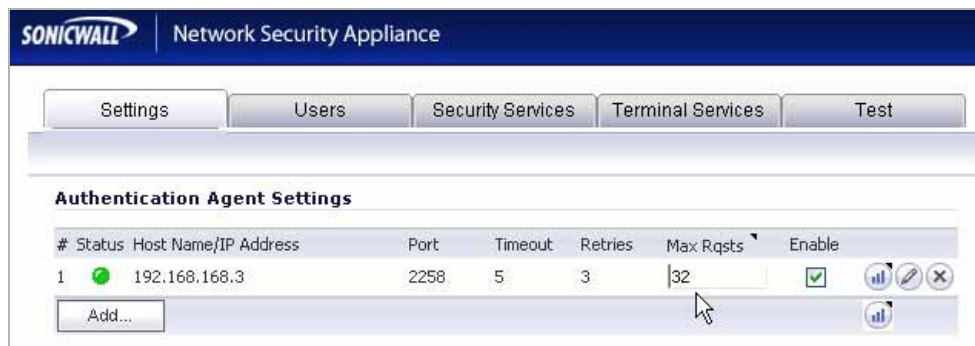 SONICWALL Network Security Appliance
Settings Users Security Services Terminal Services Test
Authentication Agent Settings
# Status Host Name/IP Address Port Timeout Retries Max Rqsts Enable
1 192.168.168.3 2258 5 3 32
Add...